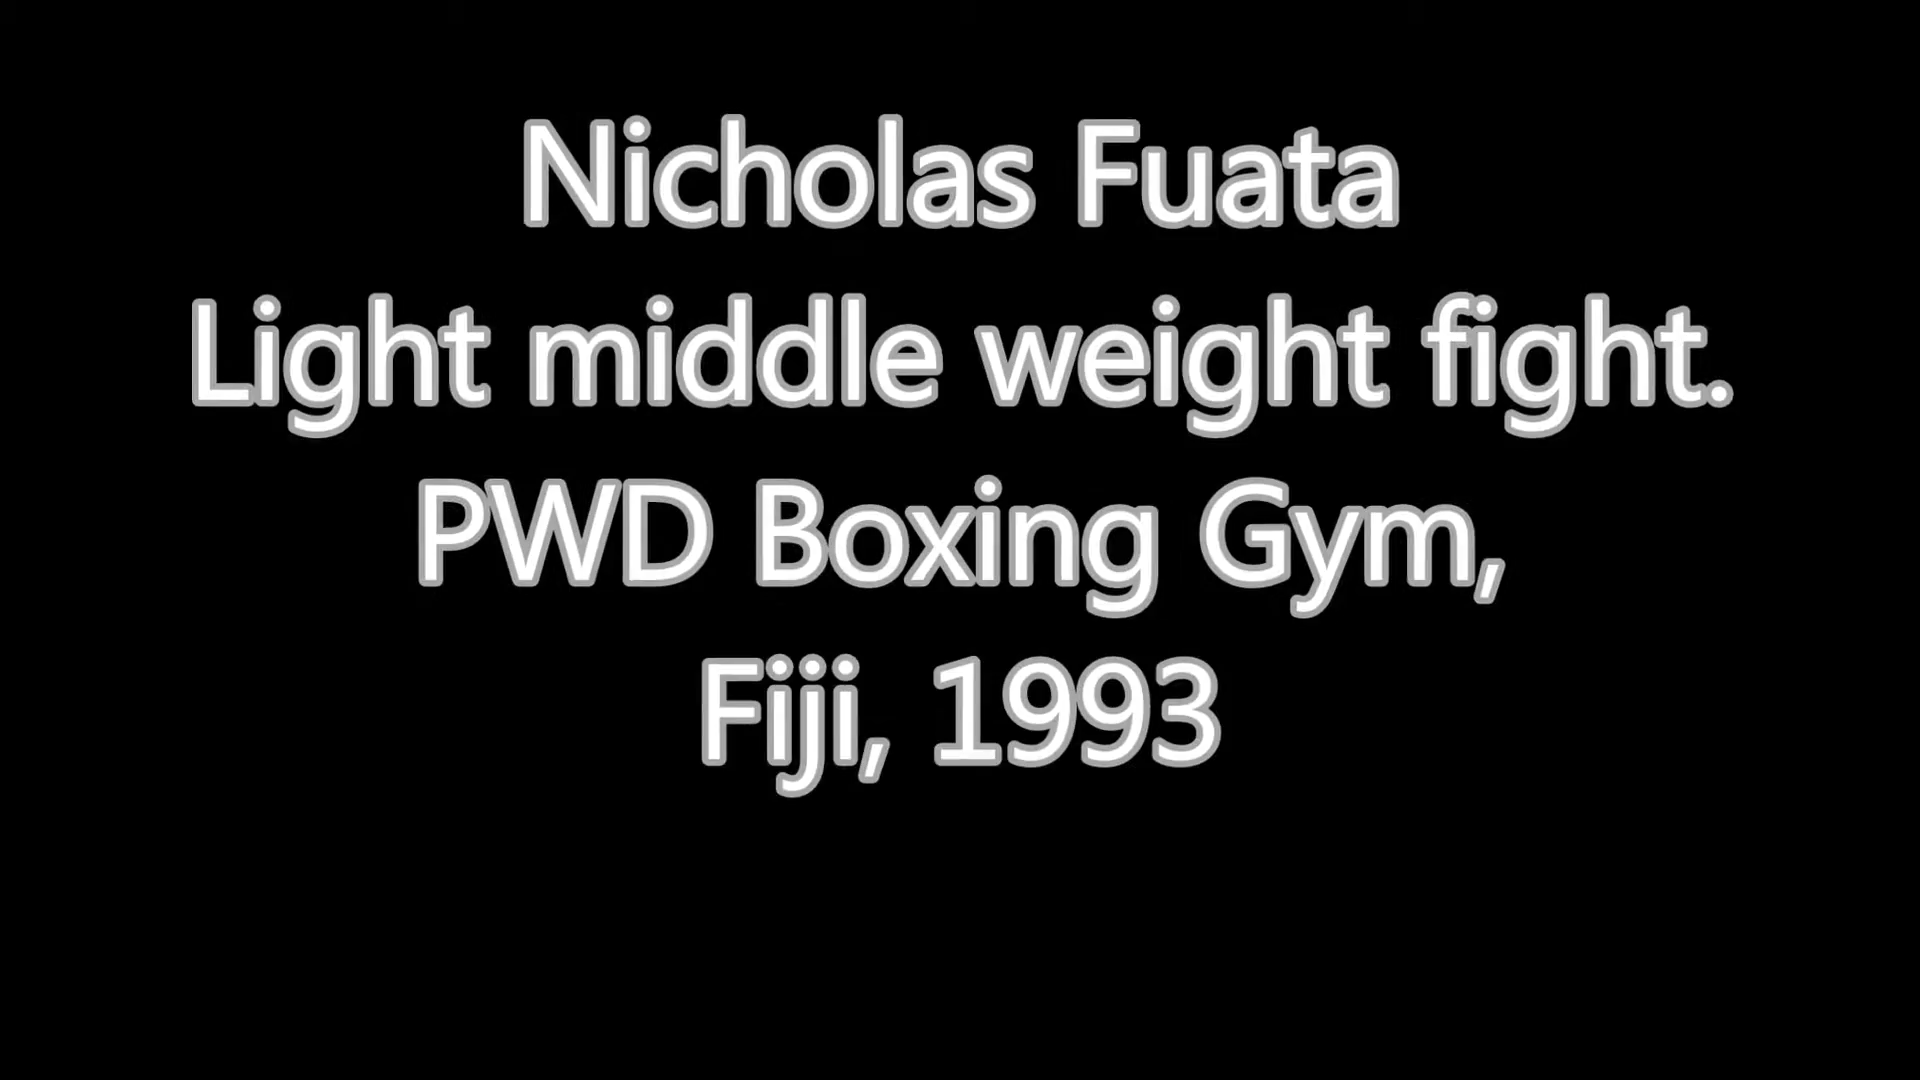 Nicholas Fuata
Light middle weight fight.
PWD Boxing Gym,
Fiji, 1993